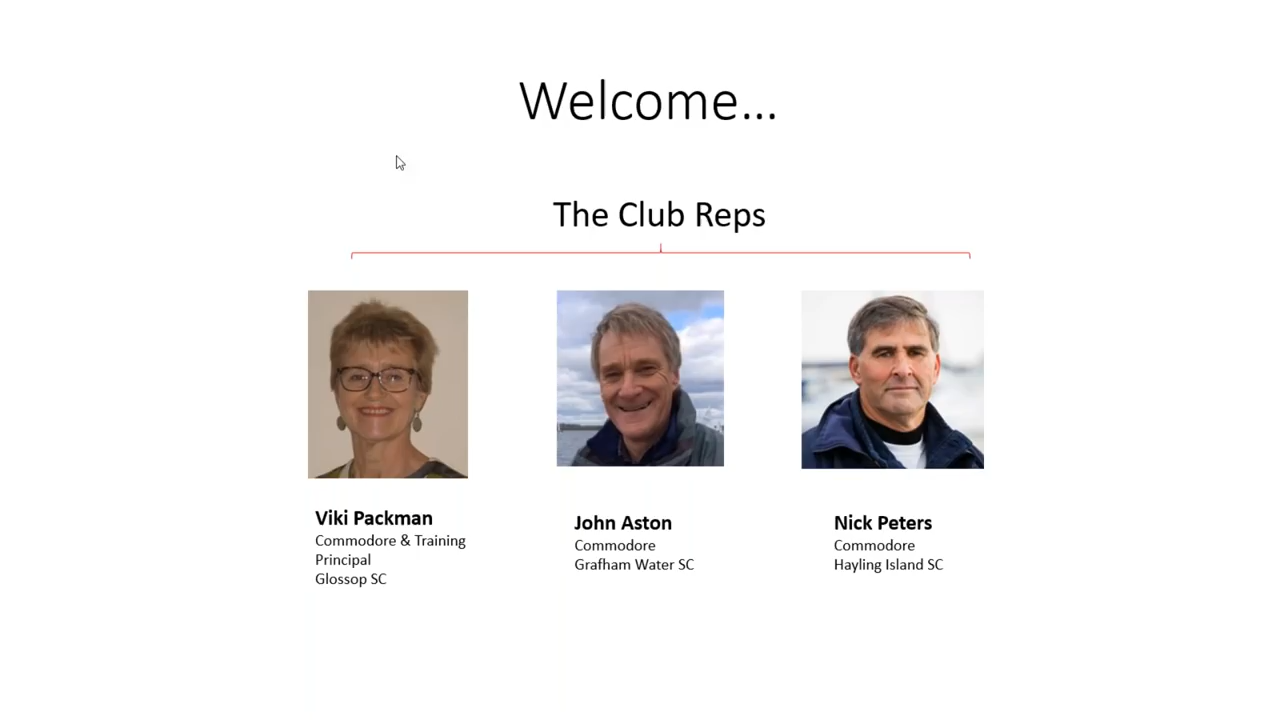 Welcome...
The Club Reps
Viki Packman
Commodore & Training
Principal
Glossop SC
John Aston
Commodore
Grafham Water SC
Nick Peters
Commodore
Hayling Island SC